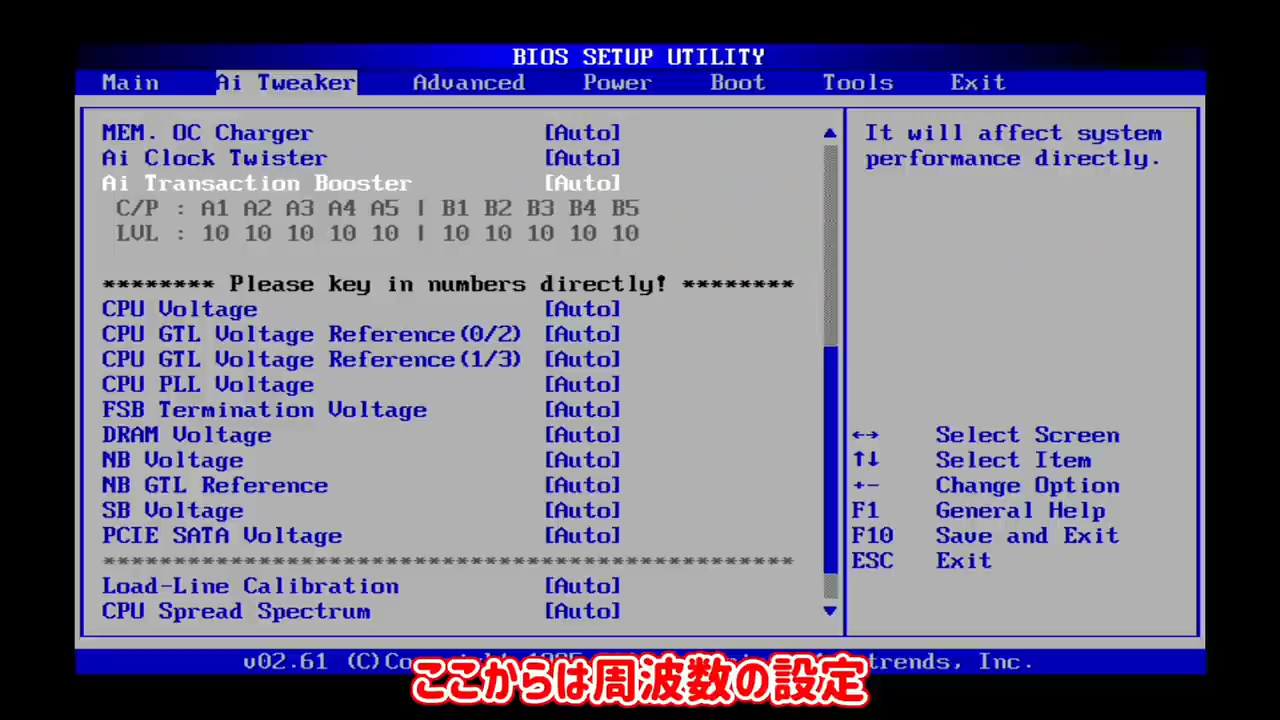 BIOS SETUP UTILITY
Main Ai Tweaker Advanced Power Boot Tools Exit
MEM. OC Charger [Auto]
Ai Clock Twister [Auto]
Ai Transaction Booster [Auto]
C/P : A1 A2 A3 A4 A5 | B1 B2 B3 B4 B5
LVL : 10 10 10 10 10 | 10 10 10 10 10
******** Please key in numbers directly! ********
CPU Voltage [Auto]
CPU GTL Voltage Reference(0/2) [Auto]
CPU GTL Voltage Reference(1/3) [Auto]
CPU PLL Voltage [Auto]
FSB Termination Voltage [Auto]
DRAM Voltage [Auto]
NB Voltage [Auto]
NB GTL Reference [Auto]
SB Voltage [Auto]
PCIE SATA Voltage [Auto]
*************************************************
Load-Line Calibration [Auto]
CPU Spread Spectrum [Auto]
It will affect system
performance directly.
↔ Select Screen
↑↓ Select Item
+- Change Option
F1 General Help
F10 Save and Exit
ESC Exit
v02.61 (C)Co trends, Inc.
ここからは周波数の設定